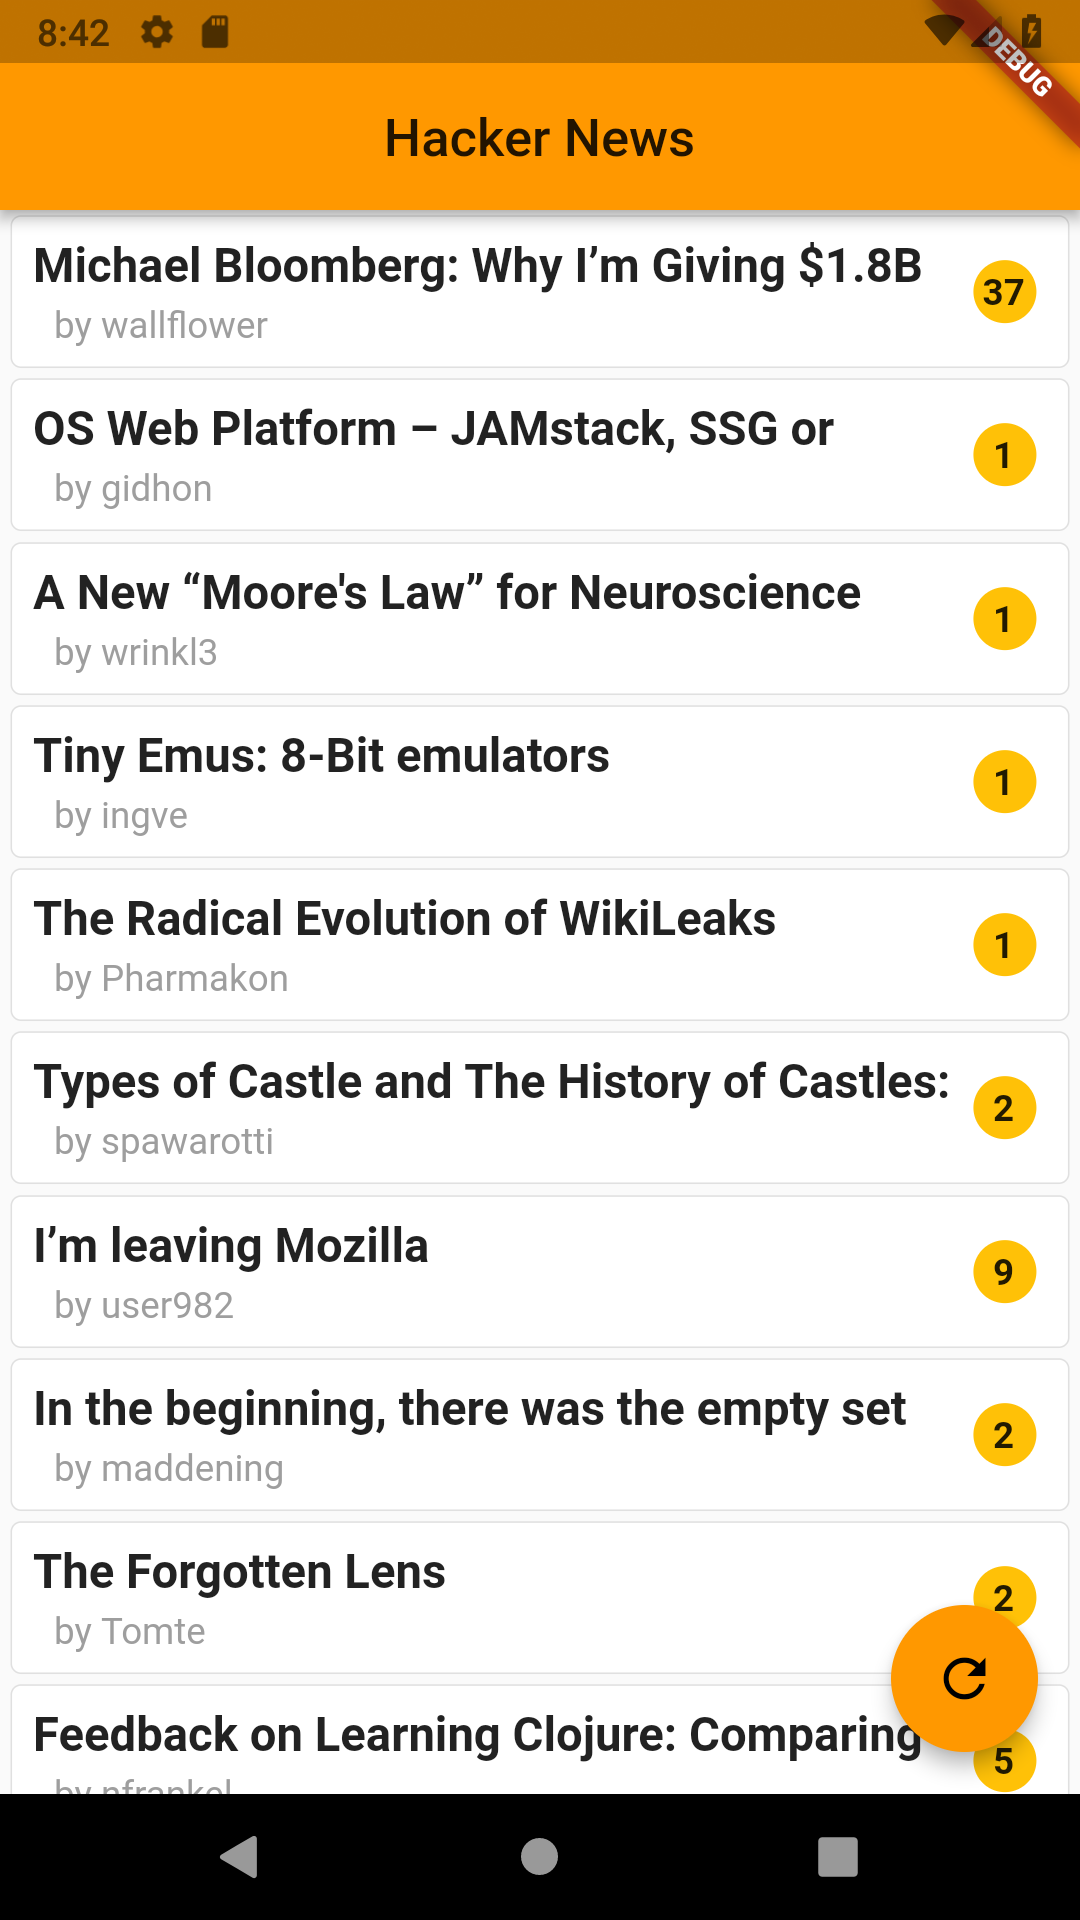 8:42
DEBUG
Hacker News
Michael Bloomberg: Why I’m Giving $1.8B
37
by wallflower
OS Web Platform – JAMstack, SSG or
1
by gidhon
A New “Moore's Law” for Neuroscience
1
by wrinkl3
Tiny Emus: 8-Bit emulators
1
by ingve
The Radical Evolution of WikiLeaks
1
by Pharmakon
Types of Castle and The History of Castles:
2
by spawarotti
I’m leaving Mozilla
9
by user982
In the beginning, there was the empty set
2
by maddening
The Forgotten Lens
2
by Tomte
Feedback on Learning Clojure: Comparing
5
by nfrankel